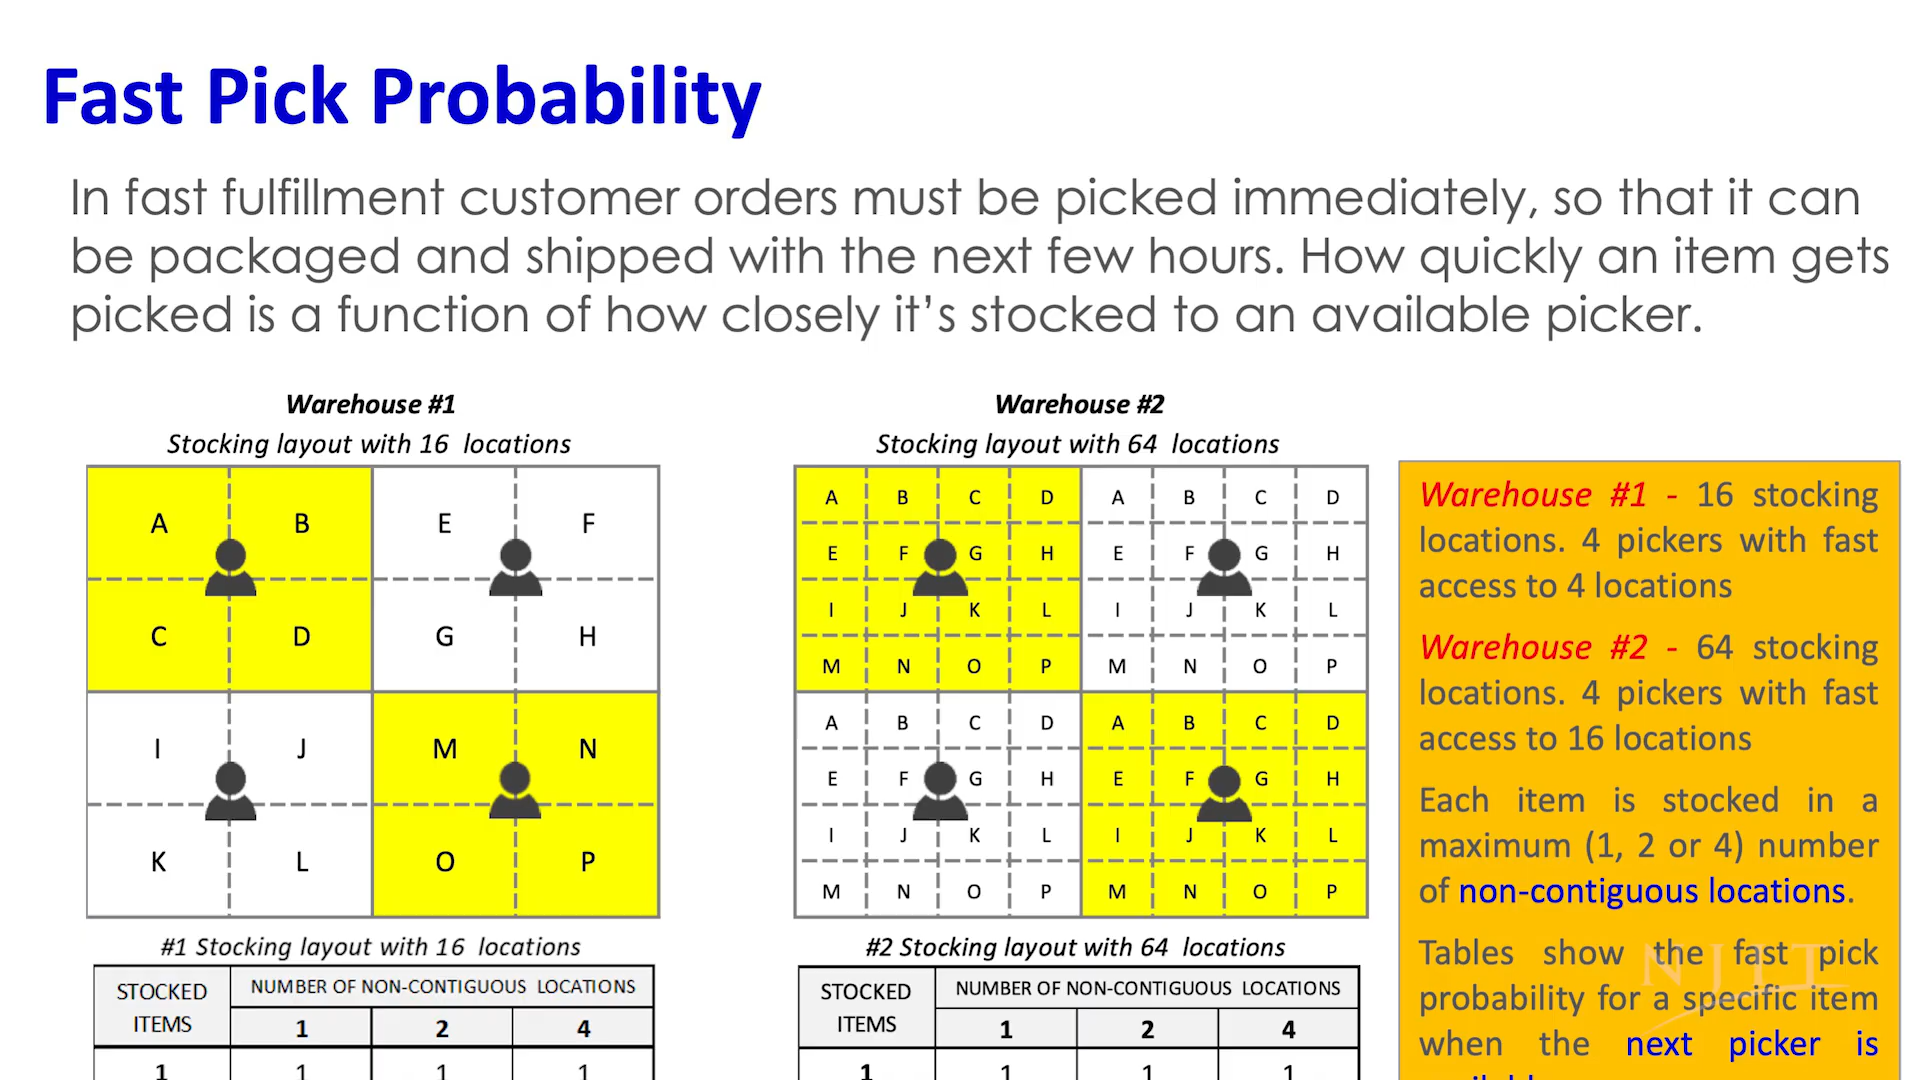 Fast Pick Probability
In fast fulfillment customer orders must be picked immediately, so that it can
be packaged and shipped with the next few hours. How quickly an item gets
picked is a function of how closely it’s stocked to an available picker.
Warehouse #1
Stocking layout with 16 locations
A B E F
C D G H
I J M N
K L O P
#1 Stocking layout with 16 locations
STOCKED ITEMS
NUMBER OF NON-CONTIGUOUS LOCATIONS
1 2 4
1 1 1 1
Warehouse #2
Stocking layout with 64 locations
A B C D A B C D
E F G H E F G H
I J K L I J K L
M N O P M N O P
A B C D A B C D
E F G H E F G H
I J K L I J K L
M N O P M N O P
#2 Stocking layout with 64 locations
STOCKED ITEMS
NUMBER OF NON-CONTIGUOUS LOCATIONS
1 2 4
1 1 1 1
Warehouse #1 - 16 stocking
locations. 4 pickers with fast
access to 4 locations
Warehouse #2 - 64 stocking
locations. 4 pickers with fast
access to 16 locations
Each item is stocked in a
maximum (1, 2 or 4) number
of non-contiguous locations.
Tables show the fast pick
probability for a specific item
when the next picker is
NJIT